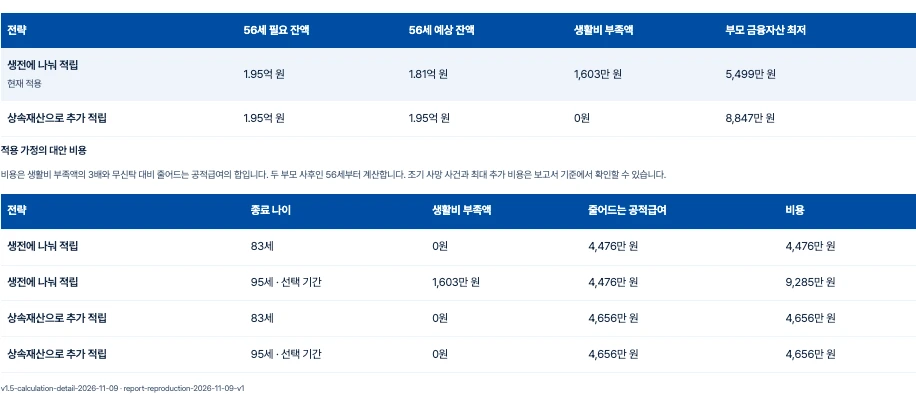 전략 56세 필요 잔액 56세 예상 잔액 생활비 부족액 부모 금융자산 최저
생전에 나눠 적립 1.95억 원 1.81억 원 1,603만 원 5,499만 원
현재 적용
상속재산으로 추가 적립 1.95억 원 1.95억 원 0원 8,847만 원
적용 가정의 대안 비용
비용은 생활비 부족액의 3배와 무신탁 대비 줄어드는 공적급여의 합입니다. 두 부모 사후인 56세부터 계산합니다. 조기 사망 사건과 최대 추가 비용은 보고서 기준에서 확인할 수 있습니다.
전략 종료 나이 생활비 부족액 줄어드는 공적급여 비용
생전에 나눠 적립 83세 0원 4,476만 원 4,476만 원
생전에 나눠 적립 95세 · 선택 기간 1,603만 원 4,476만 원 9,285만 원
상속재산으로 추가 적립 83세 0원 4,656만 원 4,656만 원
상속재산으로 추가 적립 95세 · 선택 기간 0원 4,656만 원 4,656만 원
v1.5-calculation-detail-2026-11-09 · report-reproduction-2026-11-09-v1